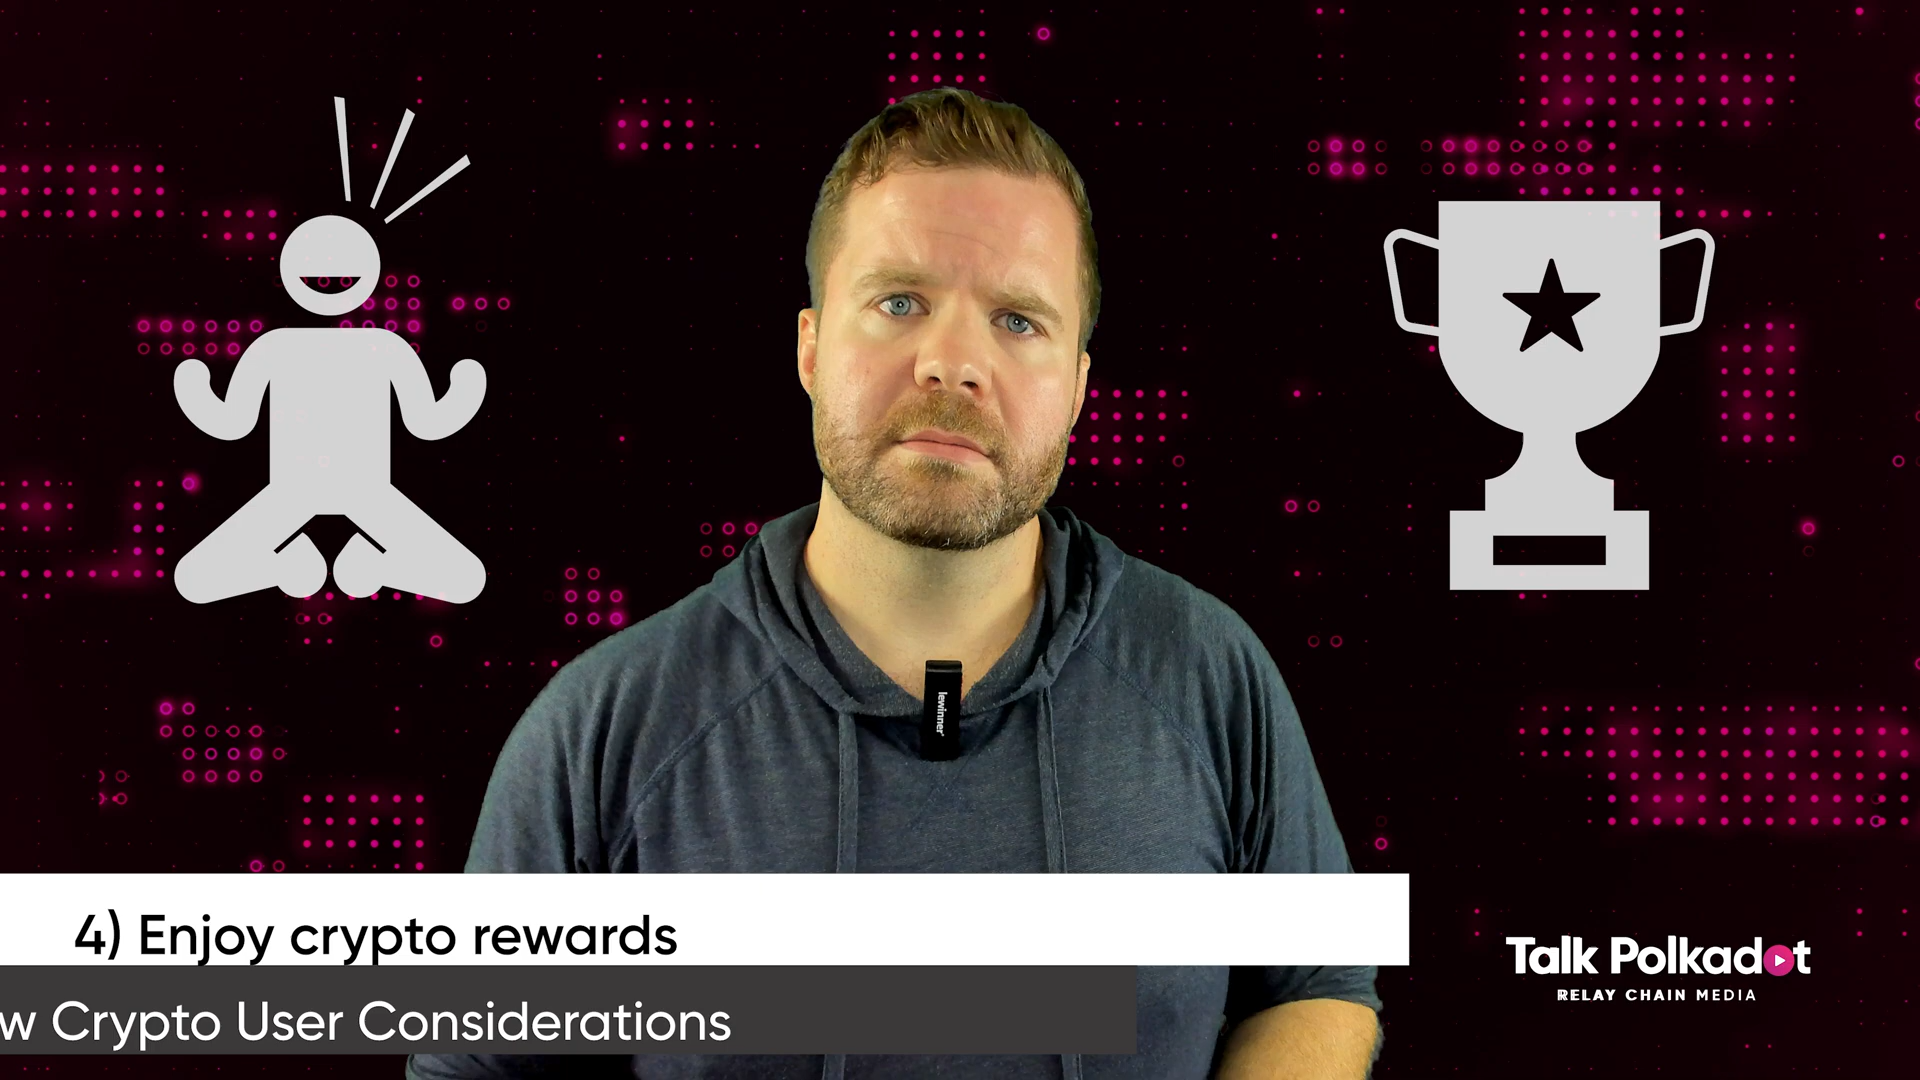 lewinner
4) Enjoy crypto rewards
w Crypto User Considerations
Talk Polkadot
RELAY CHAIN MEDIA